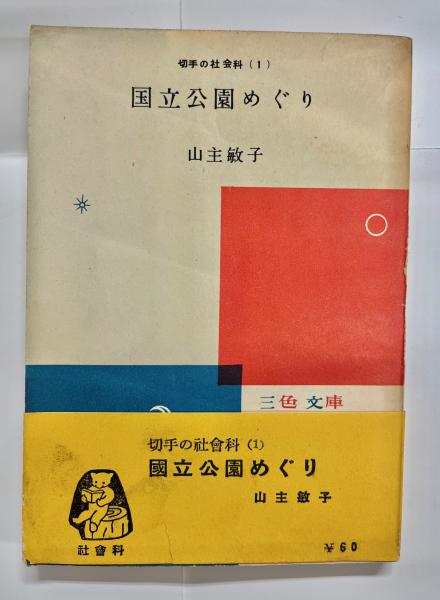 切手の社会科(1)
国立公園めぐり
山主敏子
三色文庫
切手の社會科(1)
國立公園めぐり
山主敏子
社會科
¥60